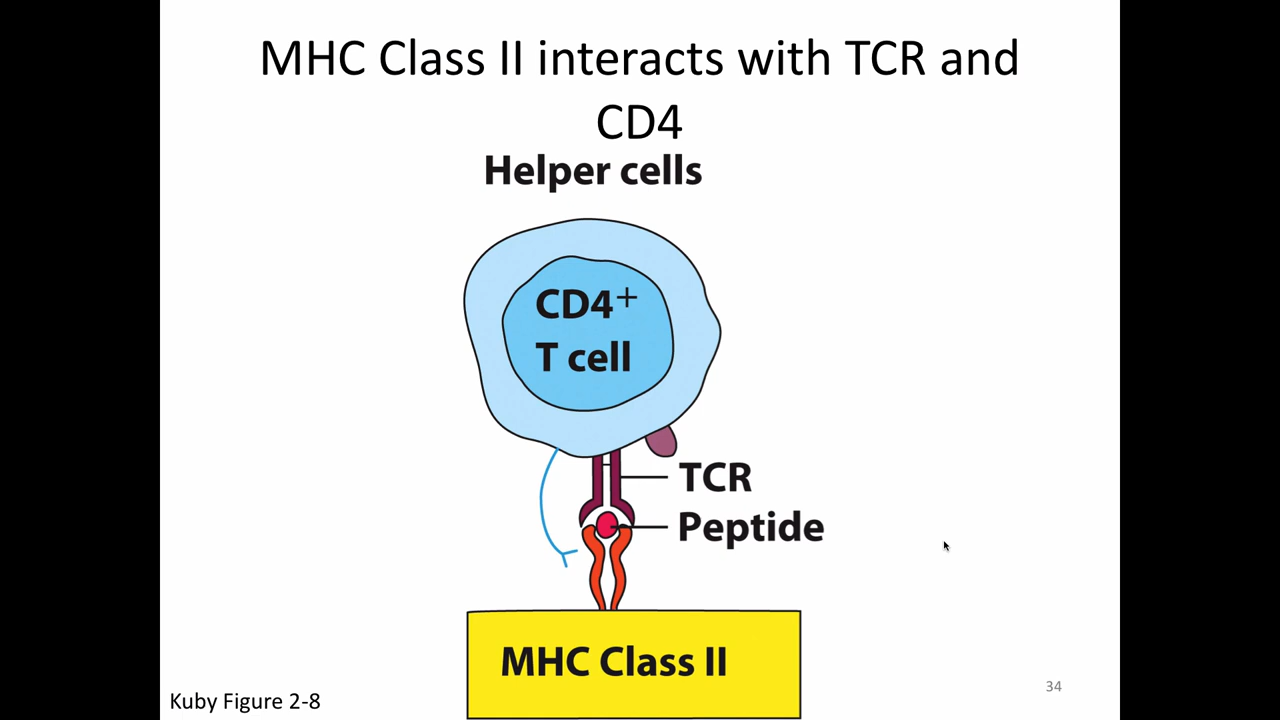 MHC Class II interacts with TCR and
CD4
Helper cells
CD4+
T cell
TCR
Peptide
MHC Class II
Kuby Figure 2-8
34